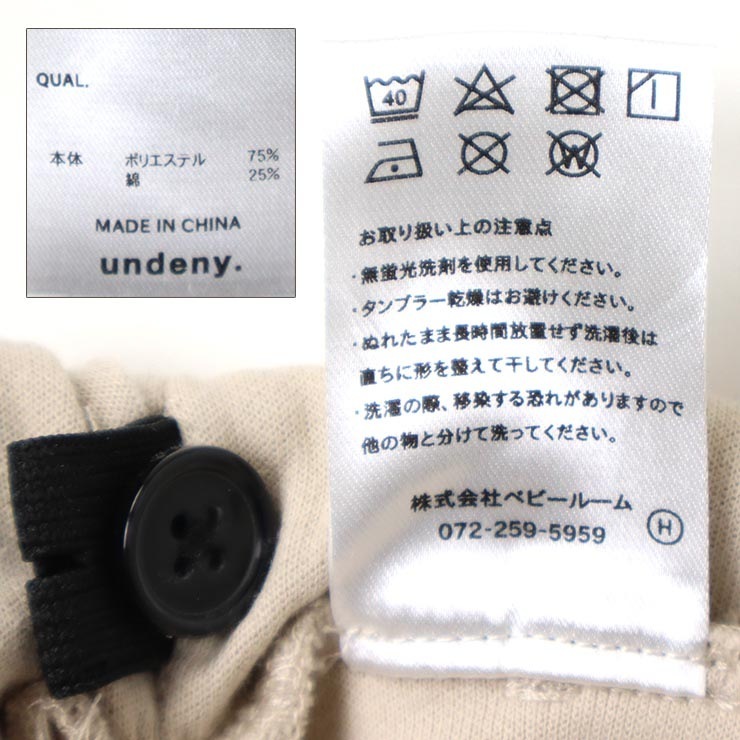 QUAL.
本体 ポリエステル 75%
綿 25%
MADE IN CHINA
undeny.
40
W
お取り扱い上の注意点
・無蛍光洗剤を使用してください。
・タンブラー乾燥はお避けください。
・ぬれたまま長時間放置せず洗濯後は
直ちに形を整えて干してください。
・洗濯の際、移染する恐れがありますので
他の物と分けて洗ってください。
株式会社ベビールーム
072-259-5959 H